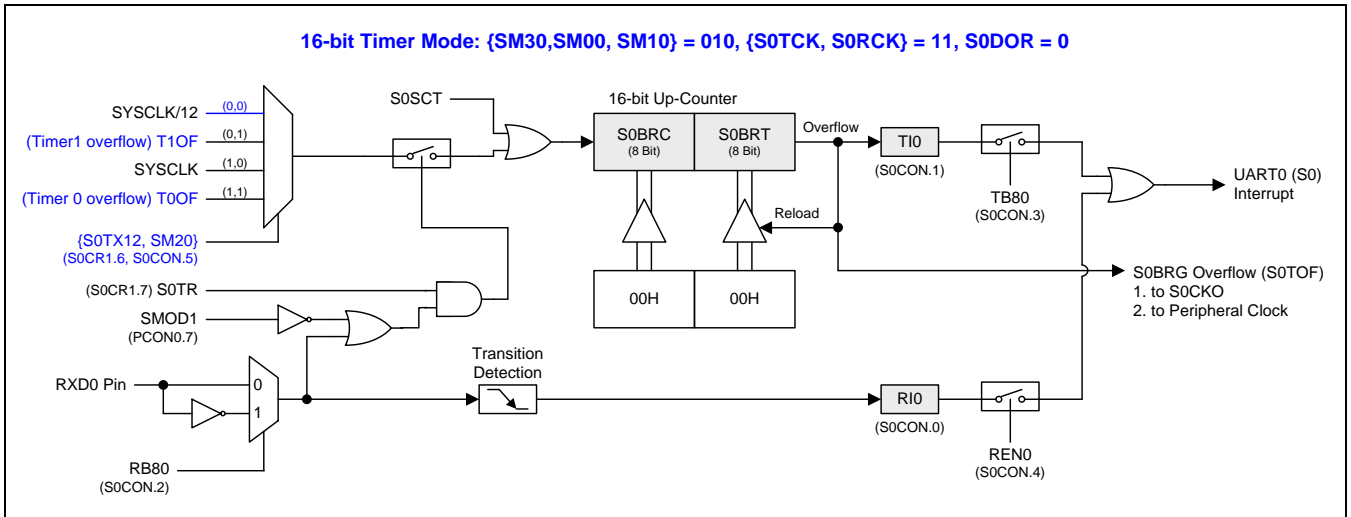 16-bit Timer Mode: {SM30,SM00, SM10} = 010, {S0TCK, S0RCK} = 11, S0DOR = 0
SYSCLK/12
(0,0)
(Timer1 overflow) T1OF
(0,1)
SYSCLK
(1,0)
(Timer 0 overflow) T0OF
(1,1)
{S0TX12, SM20}
(S0CR1.6, S0CON.5)
(S0CR1.7) S0TR
SMOD1
(PCON0.7)
RXD0 Pin
0
1
RB80
(S0CON.2)
S0SCT
16-bit Up-Counter
S0BRC
(8 Bit)
S0BRT
(8 Bit)
Overflow
Reload
00H
00H
Transition
Detection
TI0
(S0CON.1)
TB80
(S0CON.3)
RI0
(S0CON.0)
REN0
(S0CON.4)
UART0 (S0)
Interrupt
S0BRG Overflow (S0TOF)
1. to S0CKO
2. to Peripheral Clock